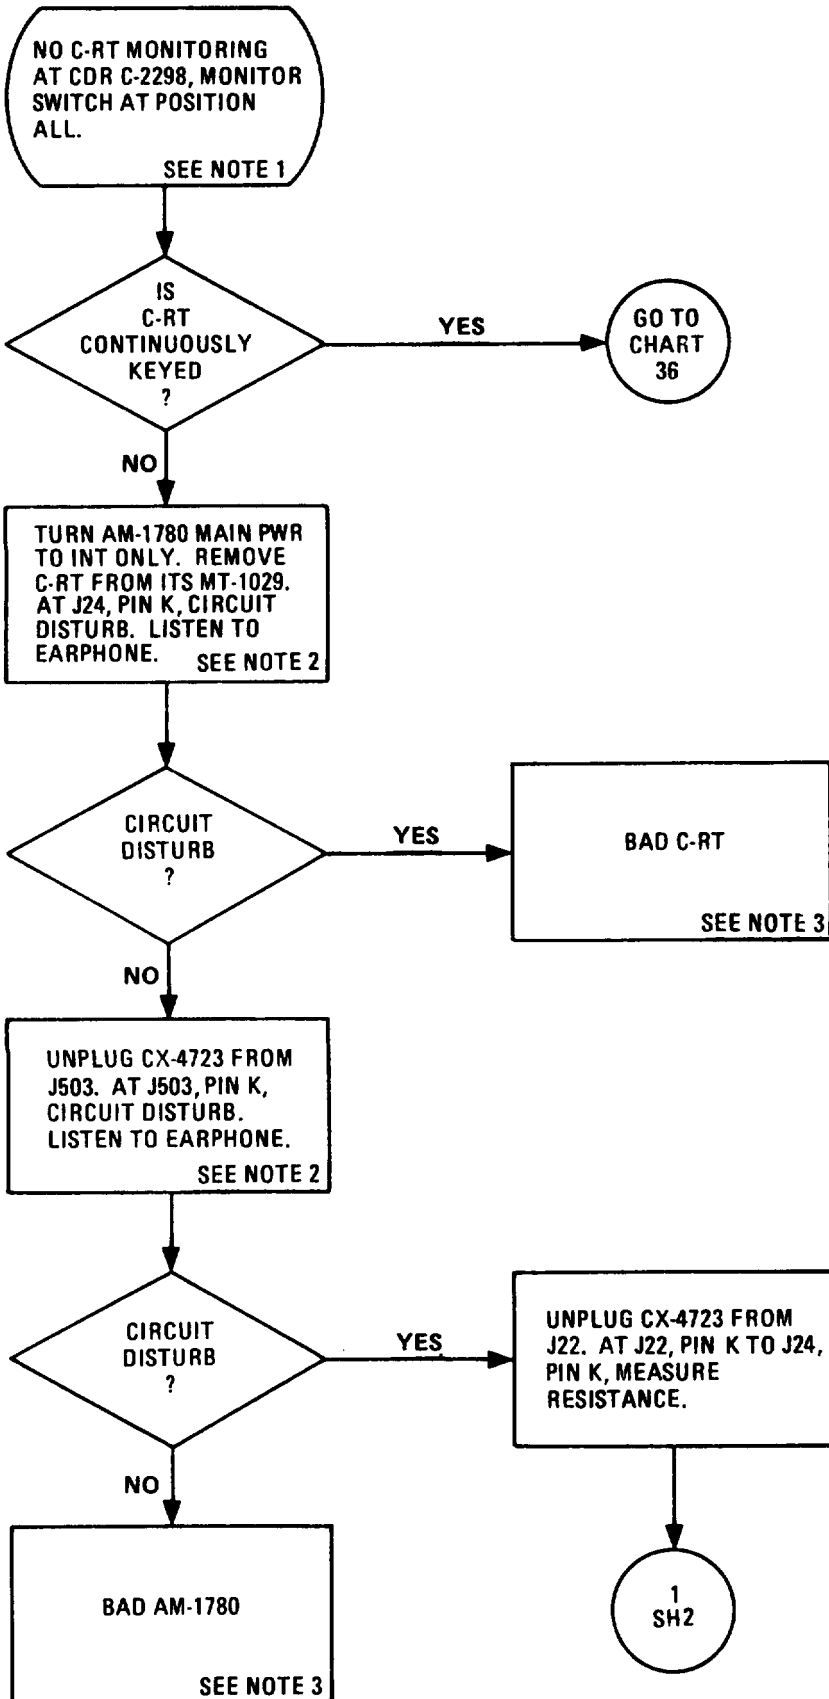 NO C-RT MONITORING
AT CDR C-2298, MONITOR
SWITCH AT POSITION
ALL.
SEE NOTE 1
IS
C-RT
CONTINUOUSLY
KEYED
?
YES
GO TO
CHART
36
NO
TURN AM-1780 MAIN PWR
TO INT ONLY. REMOVE
C-RT FROM ITS MT-1029.
AT J24, PIN K, CIRCUIT
DISTURB. LISTEN TO
EARPHONE.
SEE NOTE 2
CIRCUIT
DISTURB
?
YES
BAD C-RT
SEE NOTE 3
NO
UNPLUG CX-4723 FROM
J503. AT J503, PIN K,
CIRCUIT DISTURB.
LISTEN TO EARPHONE.
SEE NOTE 2
CIRCUIT
DISTURB
?
YES
UNPLUG CX-4723 FROM
J22. AT J22, PIN K TO J24,
PIN K, MEASURE
RESISTANCE.
NO
BAD AM-1780
SEE NOTE 3
1
SH2